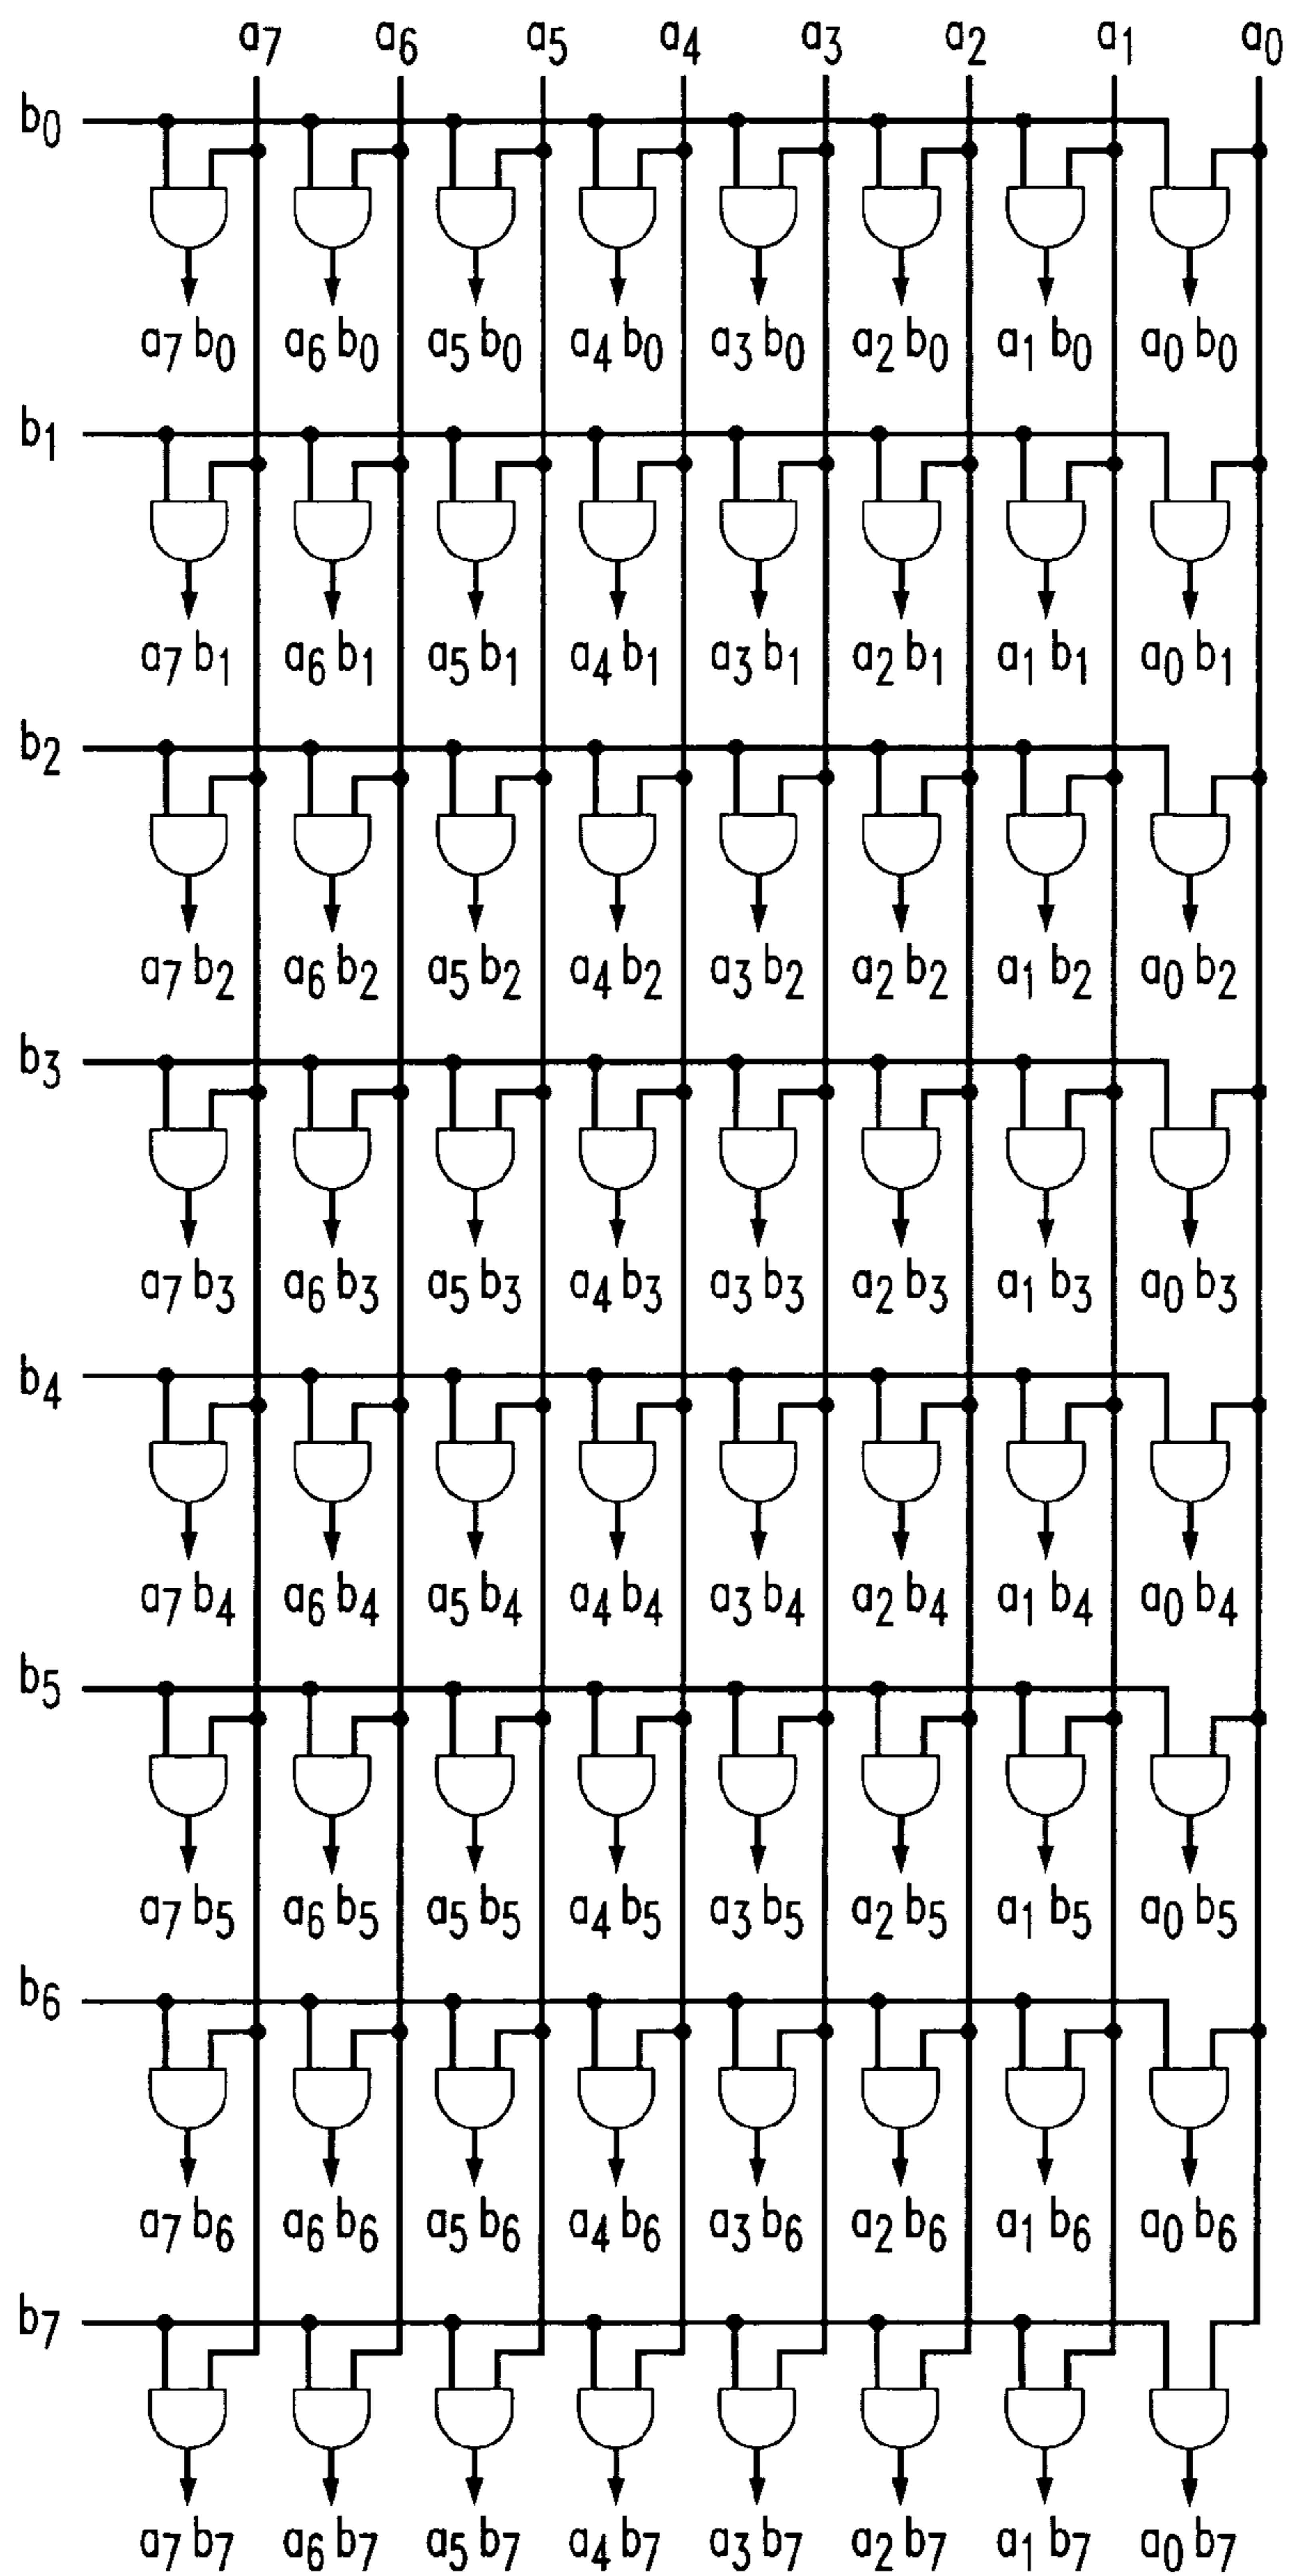 a7 a6 a5 a4 a3 a2 a1 a0
b0
a7 b0 a6 b0 a5 b0 a4 b0 a3 b0 a2 b0 a1 b0 a0 b0
b1
a7 b1 a6 b1 a5 b1 a4 b1 a3 b1 a2 b1 a1 b1 a0 b1
b2
a7 b2 a6 b2 a5 b2 a4 b2 a3 b2 a2 b2 a1 b2 a0 b2
b3
a7 b3 a6 b3 a5 b3 a4 b3 a3 b3 a2 b3 a1 b3 a0 b3
b4
a7 b4 a6 b4 a5 b4 a4 b4 a3 b4 a2 b4 a1 b4 a0 b4
b5
a7 b5 a6 b5 a5 b5 a4 b5 a3 b5 a2 b5 a1 b5 a0 b5
b6
a7 b6 a6 b6 a5 b6 a4 b6 a3 b6 a2 b6 a1 b6 a0 b6
b7
a7 b7 a6 b7 a5 b7 a4 b7 a3 b7 a2 b7 a1 b7 a0 b7